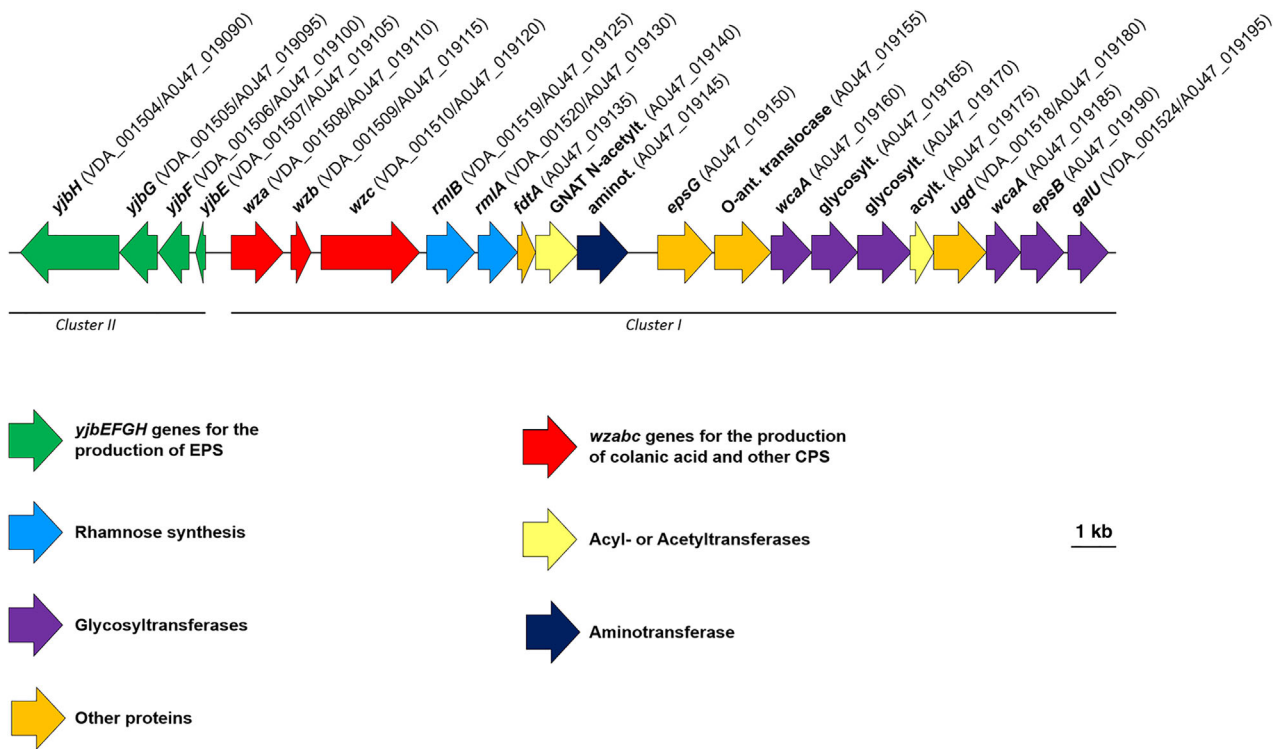 yjbH (VDA_001504/A0J47_019090)
yjbG (VDA_001505/A0J47_019095)
yjbF (VDA_001506/A0J47_019100)
yjbE (VDA_001507/A0J47_019105)
wza (VDA_001508/A0J47_019110)
wzb (VDA_001509/A0J47_019115)
wzc (VDA_001510/A0J47_019120)
rmlB (VDA_001519/A0J47_019125)
rmlA (VDA_001520/A0J47_019130)
fdtA (A0J47_019135)
GNAT N-acetylt. (A0J47_019140)
aminot. (A0J47_019145)
epsG (A0J47_019150)
O-ant. translocase (A0J47_019155)
wcaA (A0J47_019160)
glycosylt. (A0J47_019165)
glycosylt. (A0J47_019170)
acylt. (A0J47_019175)
ugd (VDA_001518/A0J47_019180)
wcaA (A0J47_019185)
epsB (A0J47_019190)
galU (VDA_001524/A0J47_019195)
Cluster II
Cluster I
yjbEFGH genes for the
production of EPS
wzabc genes for the production
of colanic acid and other CPS
Rhamnose synthesis
Acyl- or Acetyltransferases
1 kb
Glycosyltransferases
Aminotransferase
Other proteins